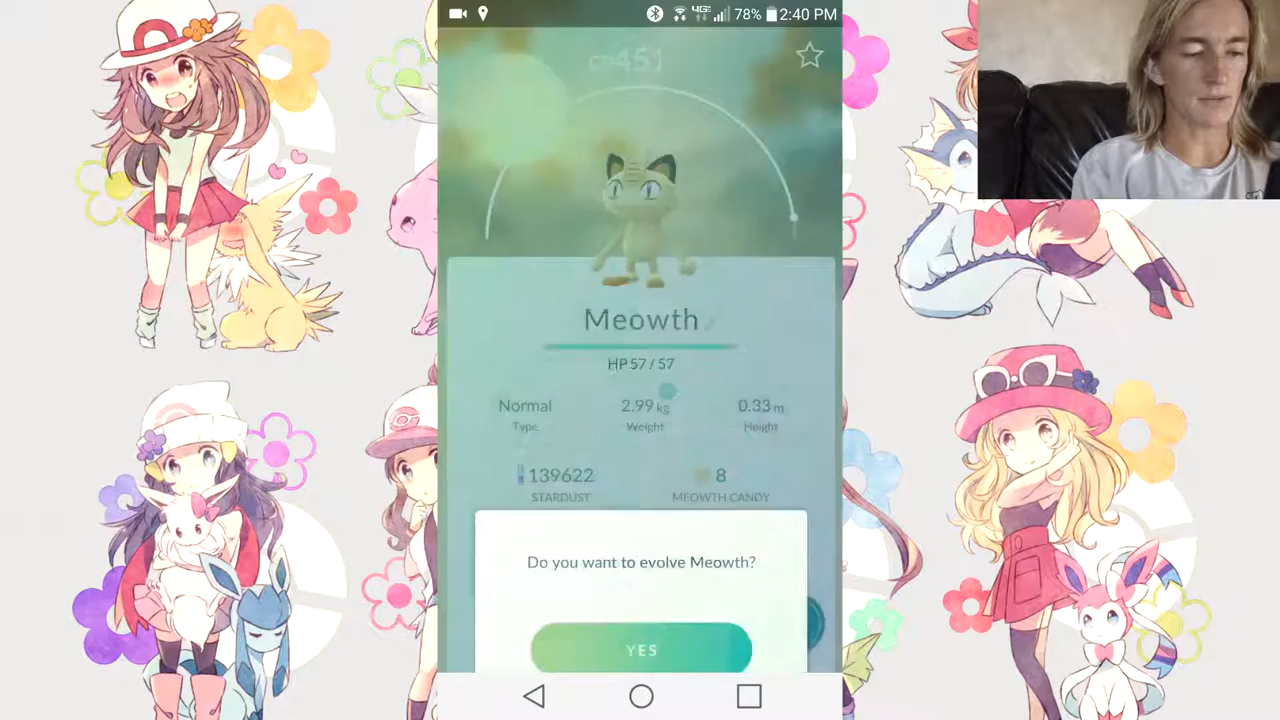 4G 78% 2:40 PM
CP451
Meowth
HP 57 / 57
Normal 2.99 kg 0.33 m
Type Weight Height
139622 8
STARDUST MEOWTH CANDY
Do you want to evolve Meowth?
YES